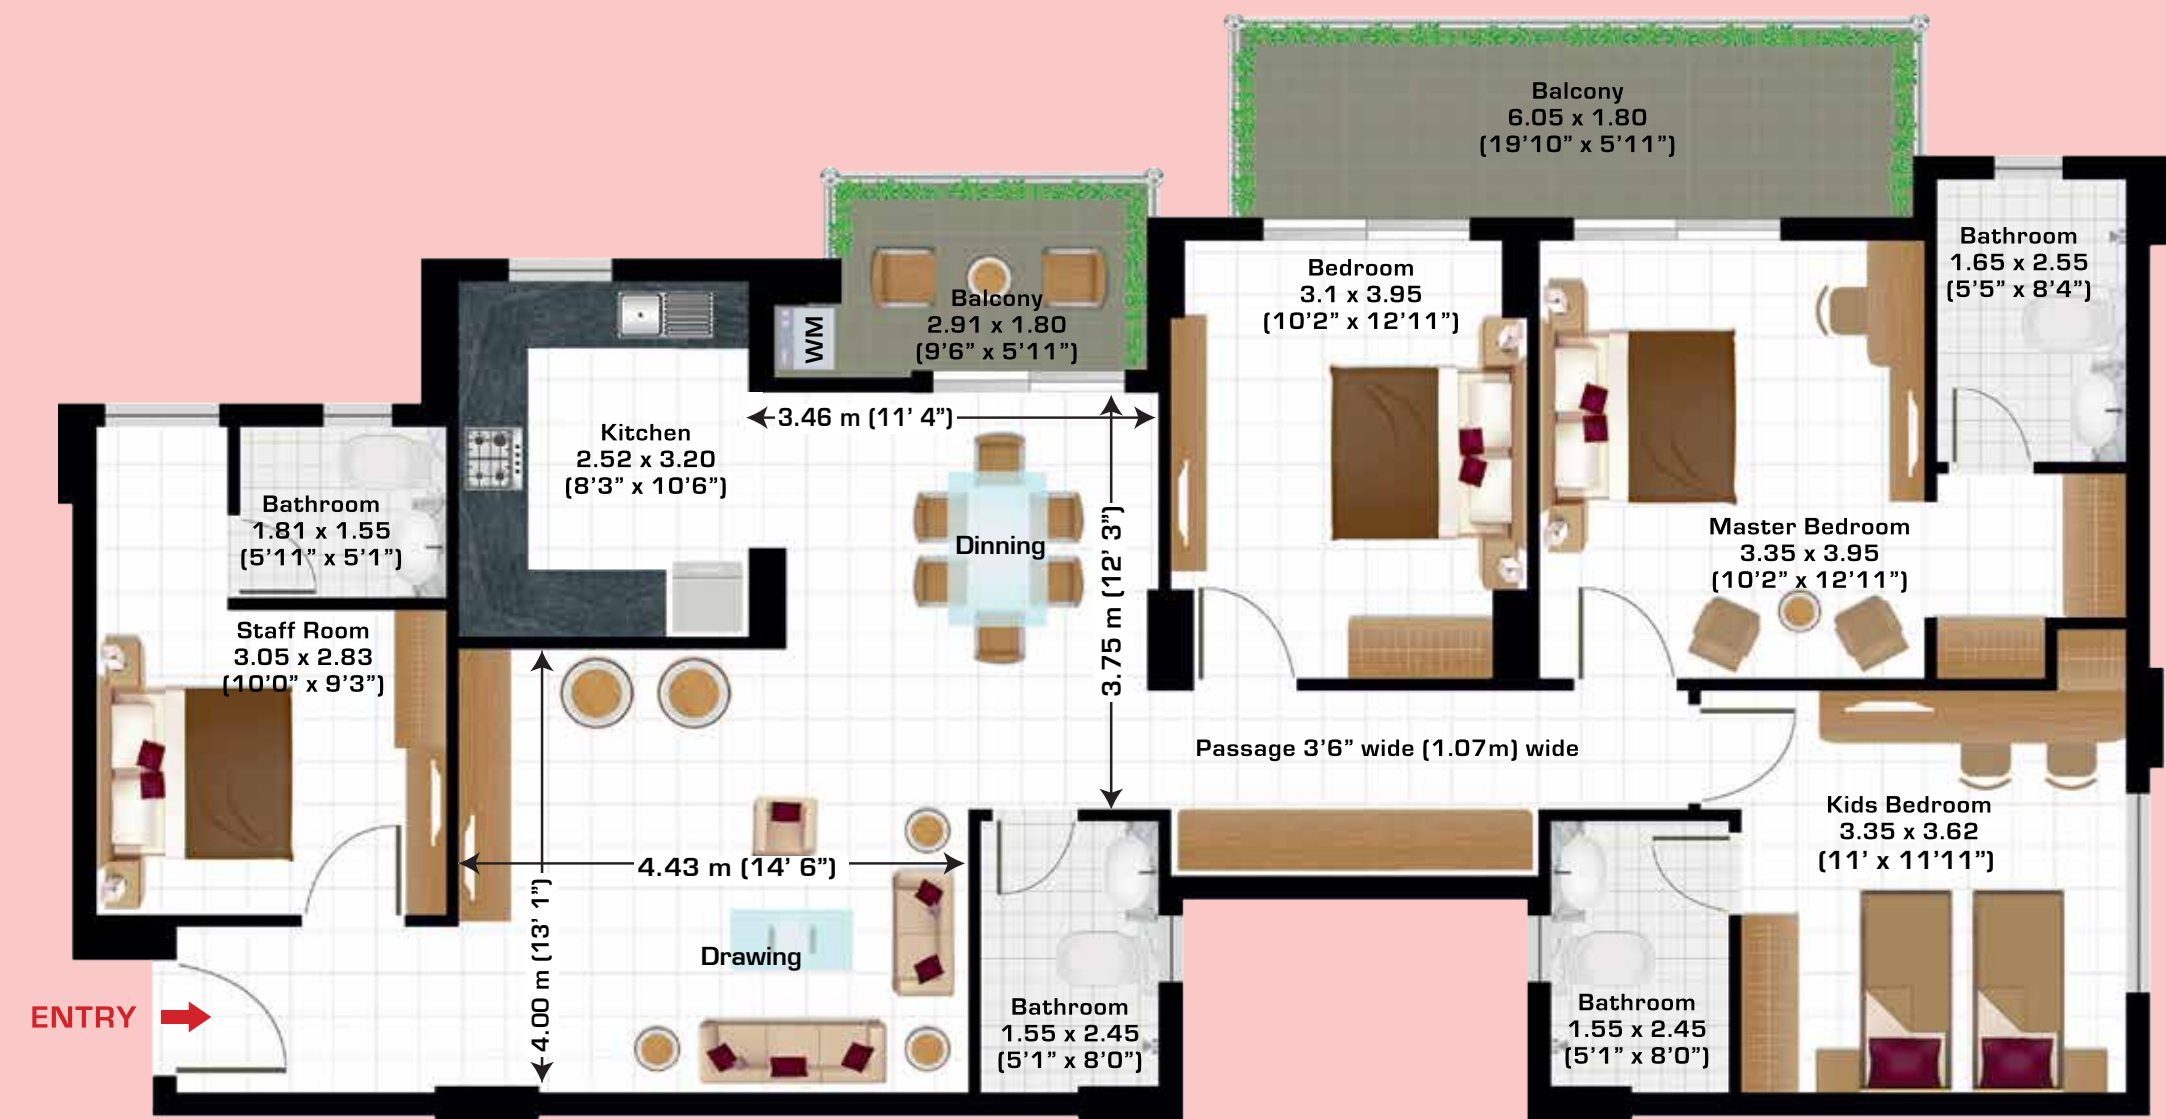 Balcony
6.05 x 1.80
(19’10” x 5’11”)
Bathroom
1.65 x 2.55
(5’5” x 8’4”)
Bedroom
3.1 x 3.95
(10’2” x 12’11”)
Balcony
2.91 x 1.80
(9’6” x 5’11”)
WM
3.46 m (11’ 4”)
Kitchen
2.52 x 3.20
(8’3” x 10’6”)
Bathroom
1.81 x 1.55
(5’11” x 5’1”)
Dinning
3.75 m (12’ 3”)
Master Bedroom
3.35 x 3.95
(10’2” x 12’11”)
Staff Room
3.05 x 2.83
(10’0” x 9’3”)
Passage 3’6” wide (1.07m) wide
Kids Bedroom
3.35 x 3.62
(11’ x 11’11”)
4.43 m (14’ 6”)
4.00 m (13’ 1”)
Drawing
ENTRY
Bathroom
1.55 x 2.45
(5’1” x 8’0”)
Bathroom
1.55 x 2.45
(5’1” x 8’0”)